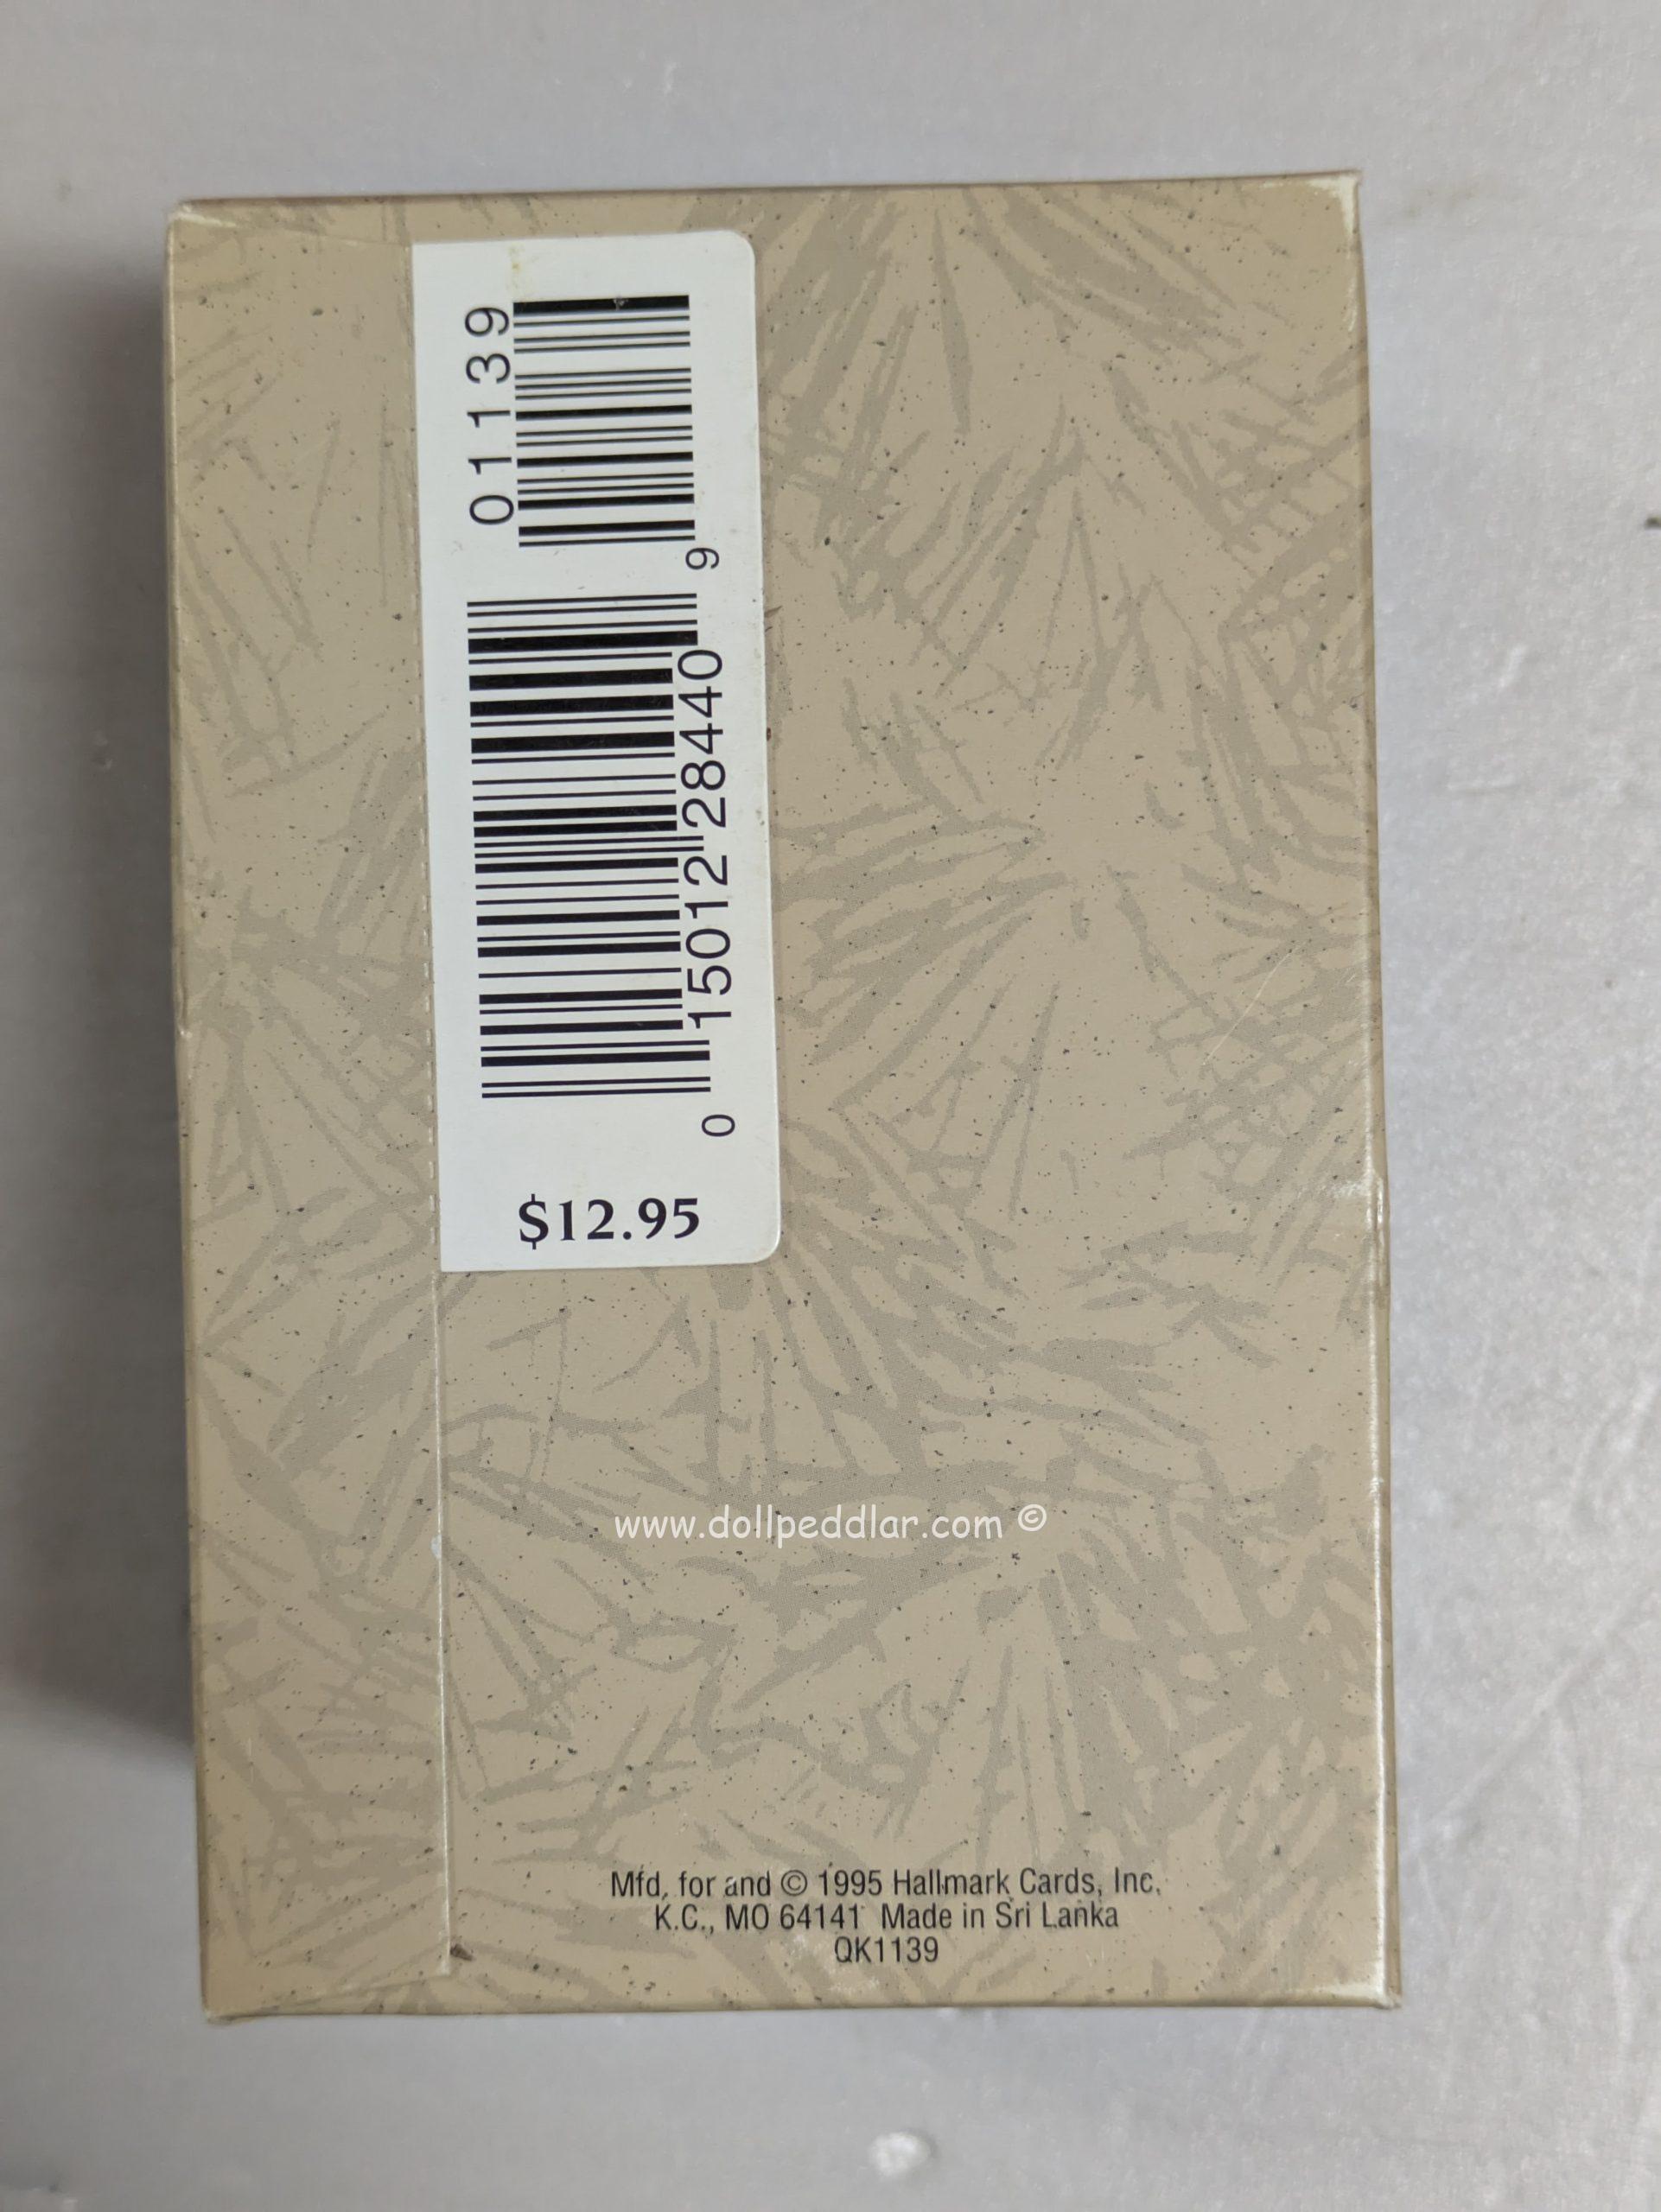 01139
0 15012 28440 9
$12.95
www.dollpeddlar.com ©
Mfd. for and © 1995 Hallmark Cards, Inc.
K.C., MO 64141 Made in Sri Lanka
QK1139